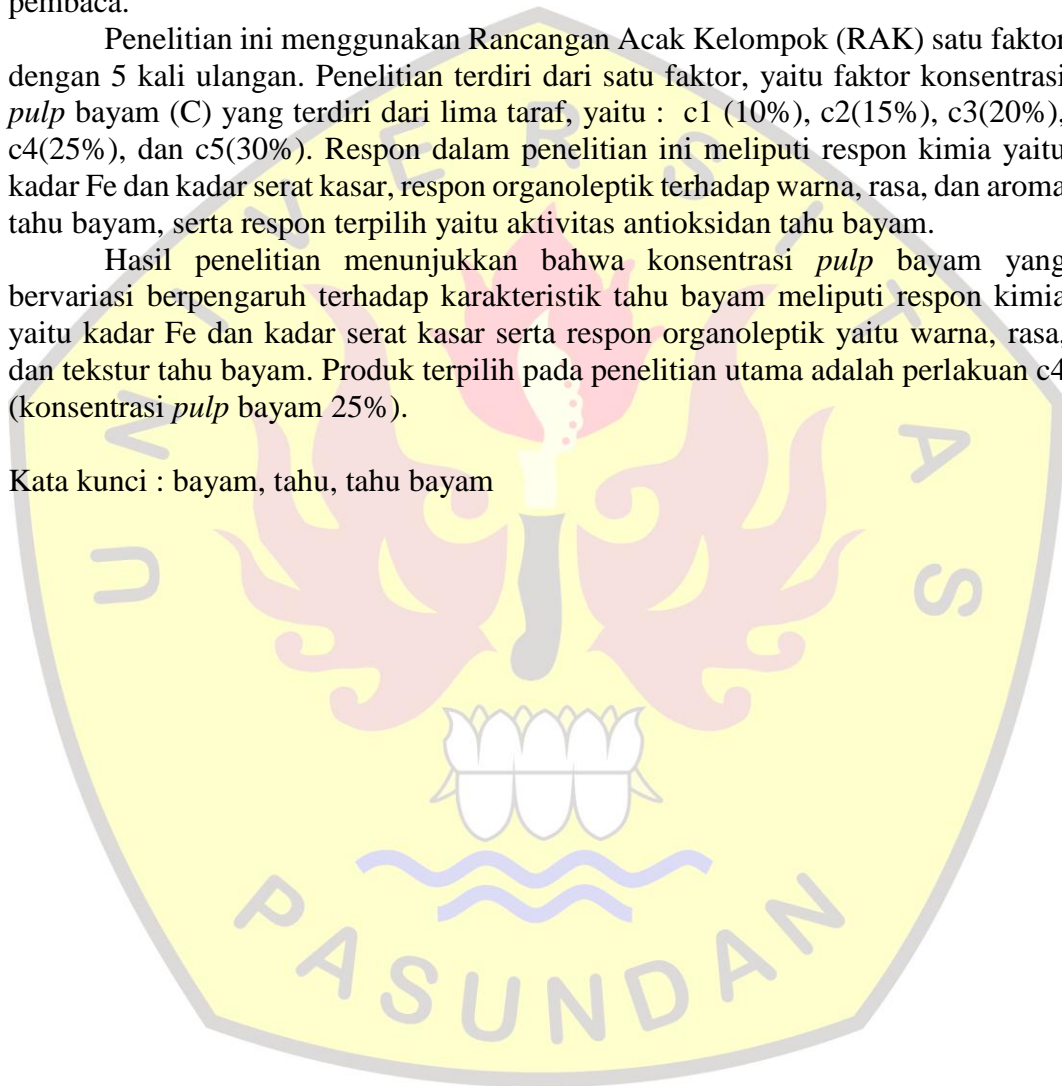 pembaca.
Penelitian ini menggunakan Rancangan Acak Kelompok (RAK) satu faktor
dengan 5 kali ulangan. Penelitian terdiri dari satu faktor, yaitu faktor konsentrasi
pulp bayam (C) yang terdiri dari lima taraf, yaitu : c1 (10%), c2(15%), c3(20%),
c4(25%), dan c5(30%). Respon dalam penelitian ini meliputi respon kimia yaitu
kadar Fe dan kadar serat kasar, respon organoleptik terhadap warna, rasa, dan aroma
tahu bayam, serta respon terpilih yaitu aktivitas antioksidan tahu bayam.
Hasil penelitian menunjukkan bahwa konsentrasi pulp bayam yang
bervariasi berpengaruh terhadap karakteristik tahu bayam meliputi respon kimia
yaitu kadar Fe dan kadar serat kasar serta respon organoleptik yaitu warna, rasa,
dan tekstur tahu bayam. Produk terpilih pada penelitian utama adalah perlakuan c4
(konsentrasi pulp bayam 25%).
Kata kunci : bayam, tahu, tahu bayam
UNIVERSITAS
PASUNDAN